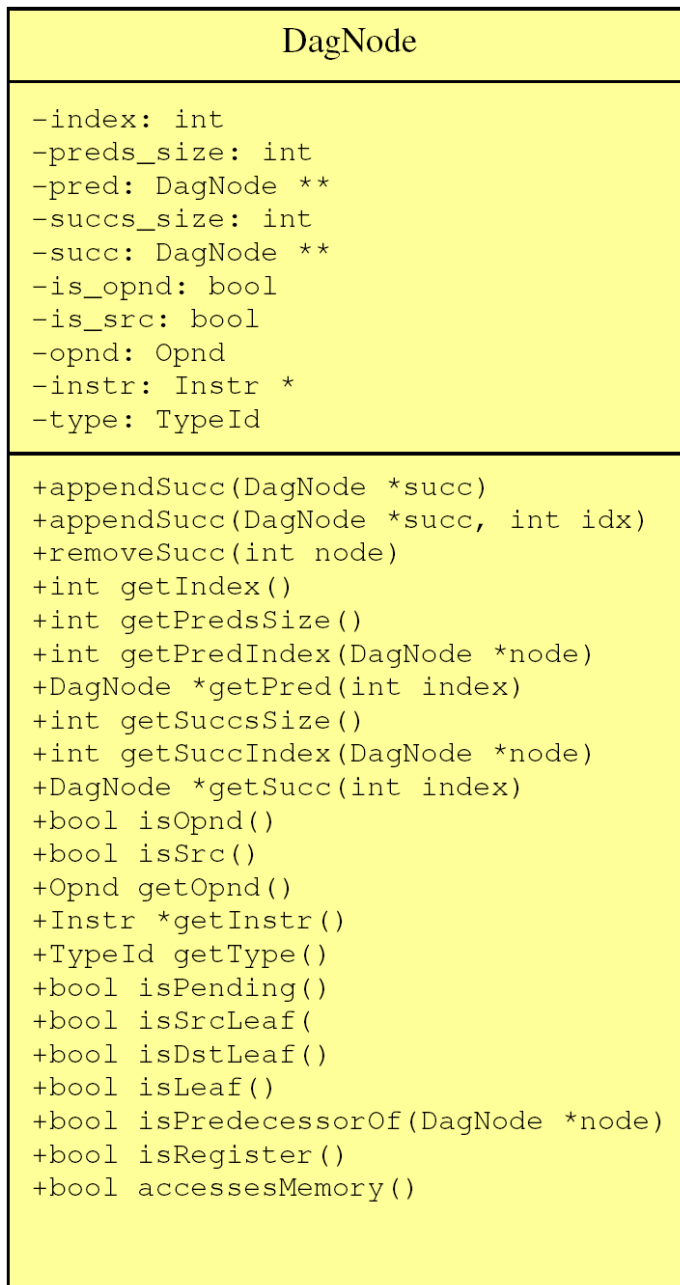 DagNode
-index: int
-preds_size: int
-pred: DagNode **
-succs_size: int
-succ: DagNode **
-is_opnd: bool
-is_src: bool
-opnd: Opnd
-instr: Instr *
-type: TypeId
+appendSucc(DagNode *succ)
+appendSucc(DagNode *succ, int idx)
+removeSucc(int node)
+int getIndex()
+int getPredsSize()
+int getPredIndex(DagNode *node)
+DagNode *getPred(int index)
+int getSuccsSize()
+int getSuccIndex(DagNode *node)
+DagNode *getSucc(int index)
+bool isOpnd()
+bool isSrc()
+Opnd getOpnd()
+Instr *getInstr()
+TypeId getType()
+bool isPending()
+bool isSrcLeaf(
+bool isDstLeaf()
+bool isLeaf()
+bool isPredecessorOf(DagNode *node)
+bool isRegister()
+bool accessesMemory()